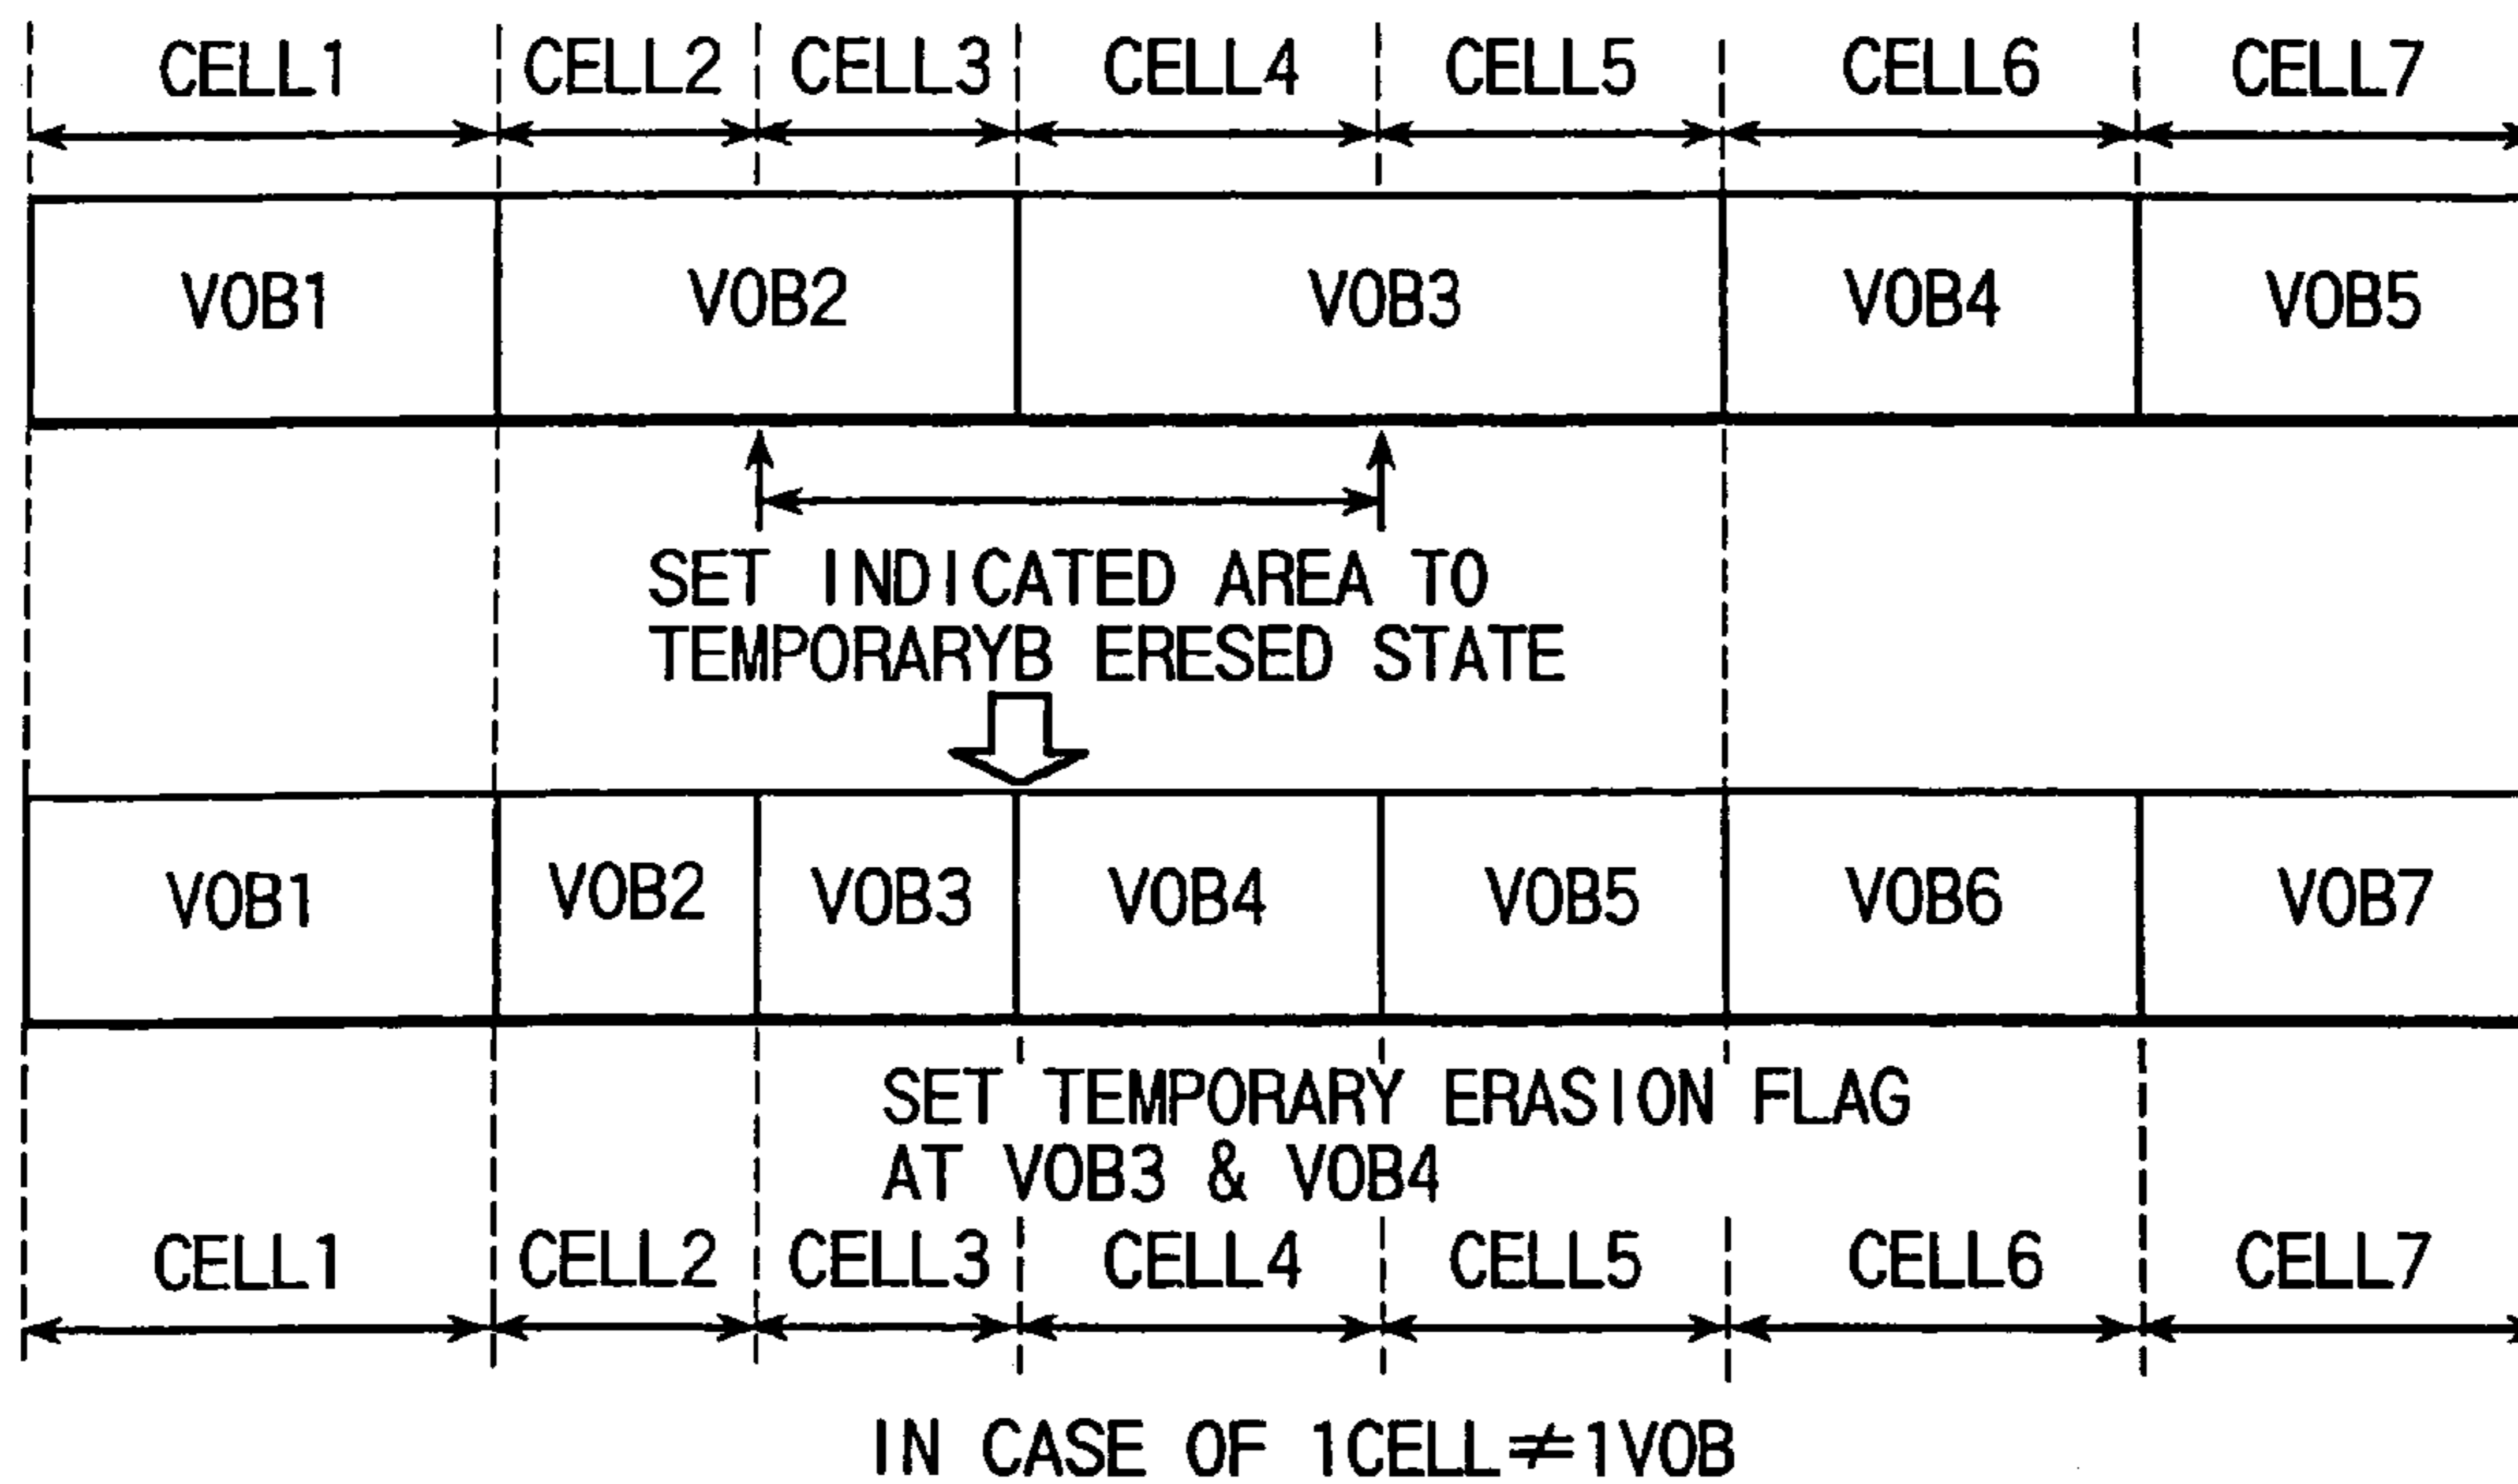 CELL1 CELL2 CELL3 CELL4 CELL5 CELL6 CELL7
VOB1 VOB2 VOB3 VOB4 VOB5
SET INDICATED AREA TO
TEMPORARYB ERESED STATE
VOB1 VOB2 VOB3 VOB4 VOB5 VOB6 VOB7
SET TEMPORARY ERASION FLAG
AT VOB3 & VOB4
CELL1 CELL2 CELL3 CELL4 CELL5 CELL6 CELL7
IN CASE OF 1CELL≠1VOB